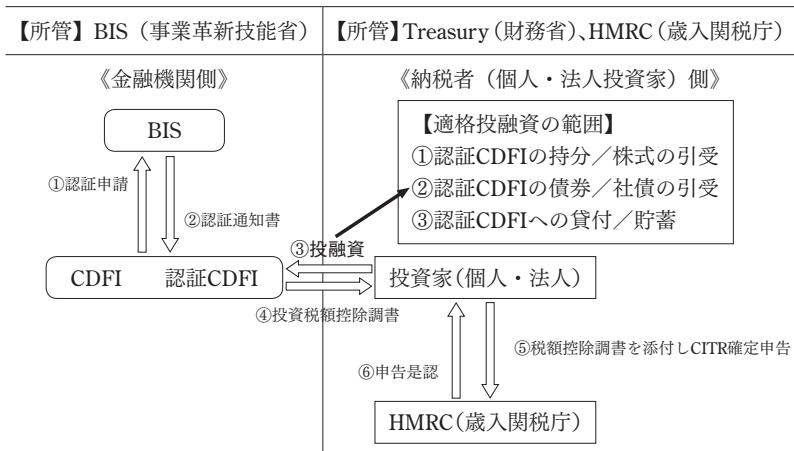 【所管】BIS（事業革新技能省）
【所管】Treasury（財務省）、HMRC（歳入関税庁）
《金融機関側》
《納税者（個人・法人投資家）側》
BIS
【適格投融資の範囲】
①認証CDFIの持分／株式の引受
②認証CDFIの債券／社債の引受
③認証CDFIへの貸付／貯蓄
①認証申請
②認証通知書
③投融資
CDFI 認証CDFI
投資家（個人・法人）
④投資税額控除調書
⑤税額控除調書を添付しCITR確定申告
⑥申告是認
HMRC（歳入関税庁）